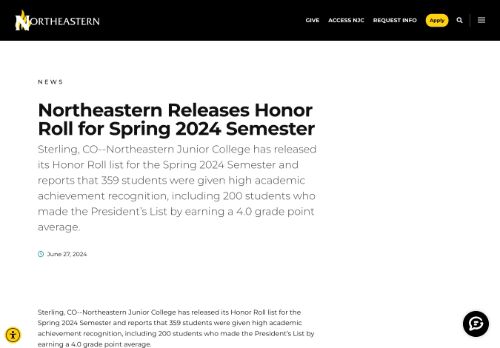 NORTHEASTERN
GIVE ACCESS NJC REQUEST INFO Apply
NEWS
Northeastern Releases Honor
Roll for Spring 2024 Semester
Sterling, CO--Northeastern Junior College has released
its Honor Roll list for the Spring 2024 Semester and
reports that 359 students were given high academic
achievement recognition, including 200 students who
made the President’s List by earning a 4.0 grade point
average.
June 27, 2024
Sterling, CO--Northeastern Junior College has released its Honor Roll list for the
Spring 2024 Semester and reports that 359 students were given high academic
achievement recognition, including 200 students who made the President’s List by
earning a 4.0 grade point average.